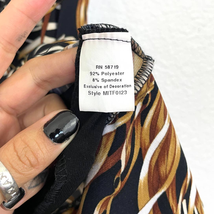 RN 58719
92% Polyester
8% Spandex
Exclusive of Decoration
Style MITF0123